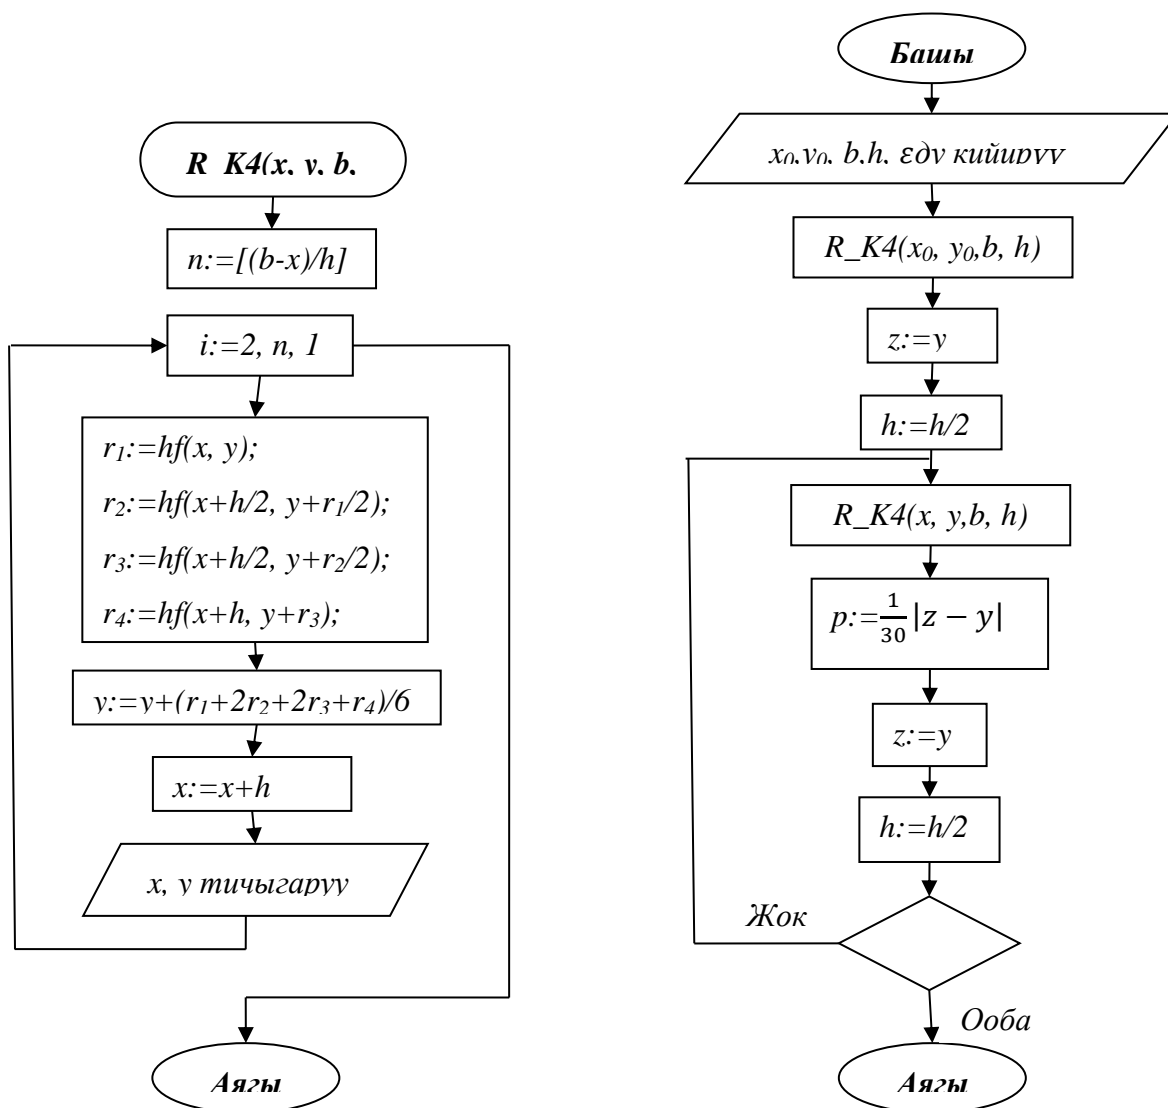 R_K4(x, y, b,
n:=[(b-x)/h]
i:=2, n, 1
r₁:=hf(x, y);
r₂:=hf(x+h/2, y+r₁/2);
r₃:=hf(x+h/2, y+r₂/2);
r₄:=hf(x+h, y+r₃);
y:=y+(r₁+2r₂+2r₃+r₄)/6
x:=x+h
x, y тичыгаруу
Аягы
Башы
x₀,y₀, b,h, εду кийирүү
R_K4(x₀, y₀,b, h)
z:=y
h:=h/2
R_K4(x, y,b, h)
p:=1/30 |z − y|
z:=y
h:=h/2
Жок
Ооба
Аягы